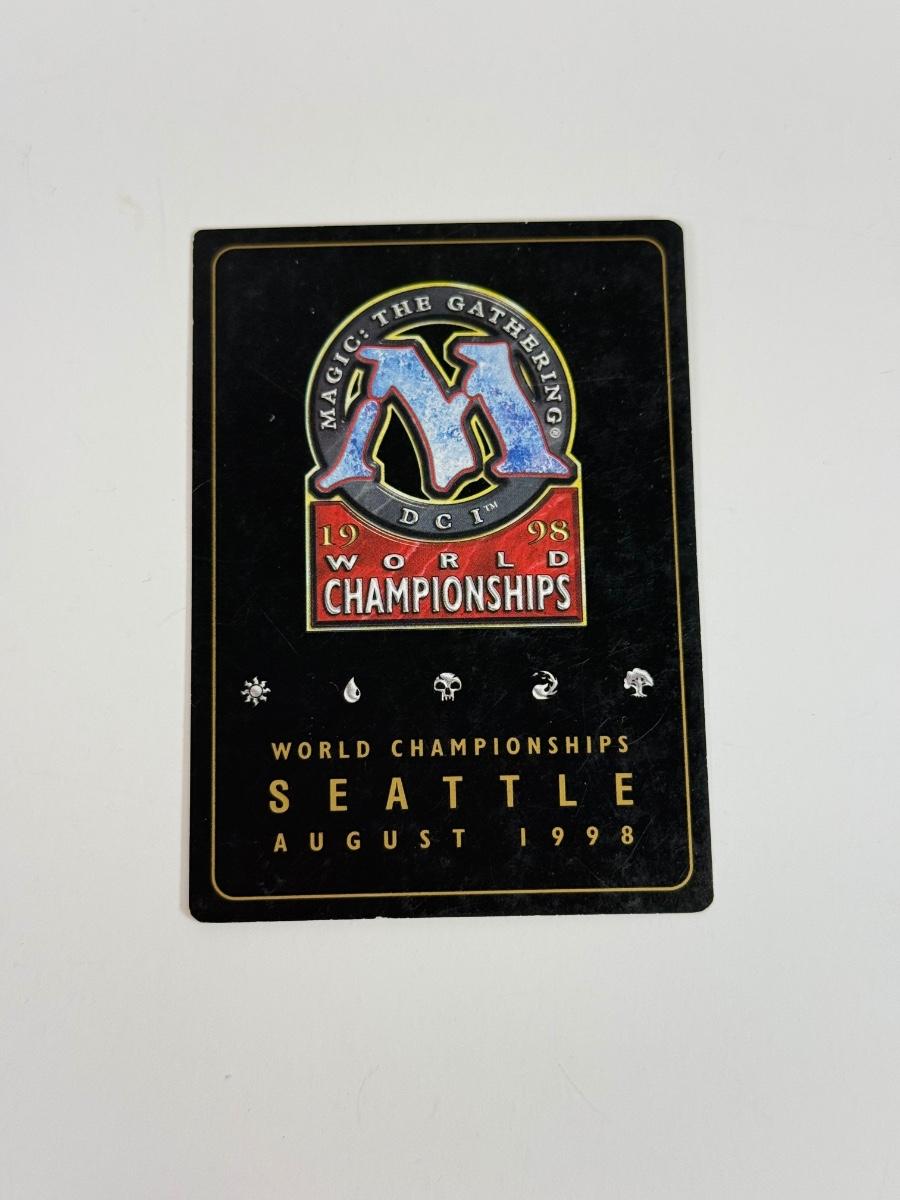 MAGIC: THE GATHERING®
DCI™
19 98
WORLD
CHAMPIONSHIPS
WORLD CHAMPIONSHIPS
SEATTLE
AUGUST 1998